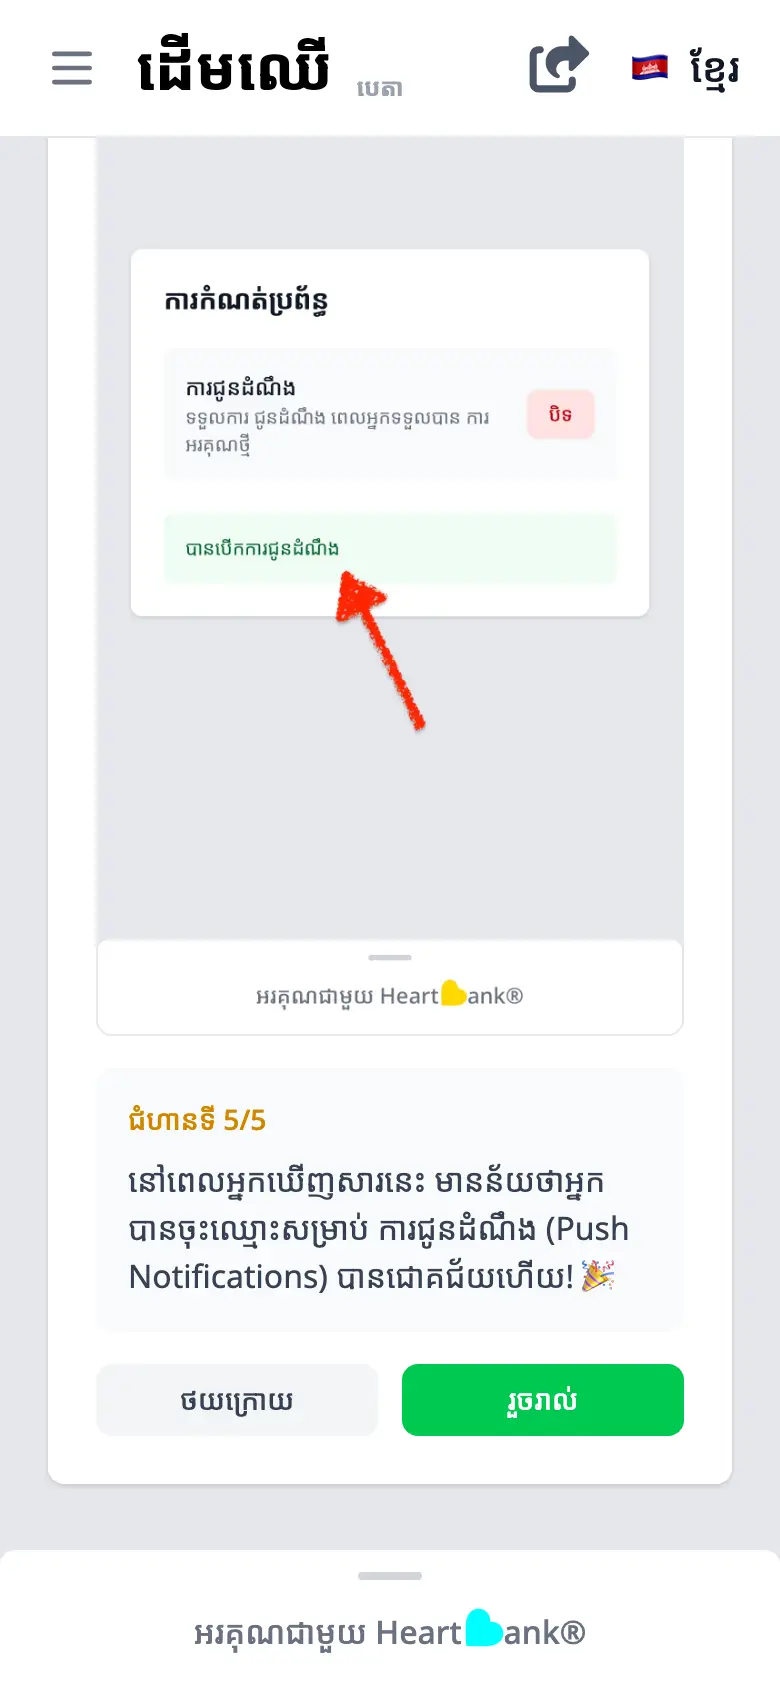 ដើមឈើ បេតា
ខ្មែរ
ការកំណត់ប្រព័ន្ធ
ការជូនដំណឹង
ទទួលការ ជូនដំណឹង ពេលអ្នកទទួលបាន ការ
អរគុណថ្មី
បិទ
បានបើកការជូនដំណឹង
អរគុណជាមួយ Heartbank®
ជំហានទី 5/5
នៅពេលអ្នកឃើញសារនេះ មានន័យថាអ្នក
បានចុះឈ្មោះសម្រាប់ ការជូនដំណឹង (Push
Notifications) បានជោគជ័យហើយ! 🎉
ថយក្រោយ
រួចរាល់
អរគុណជាមួយ Heartbank®